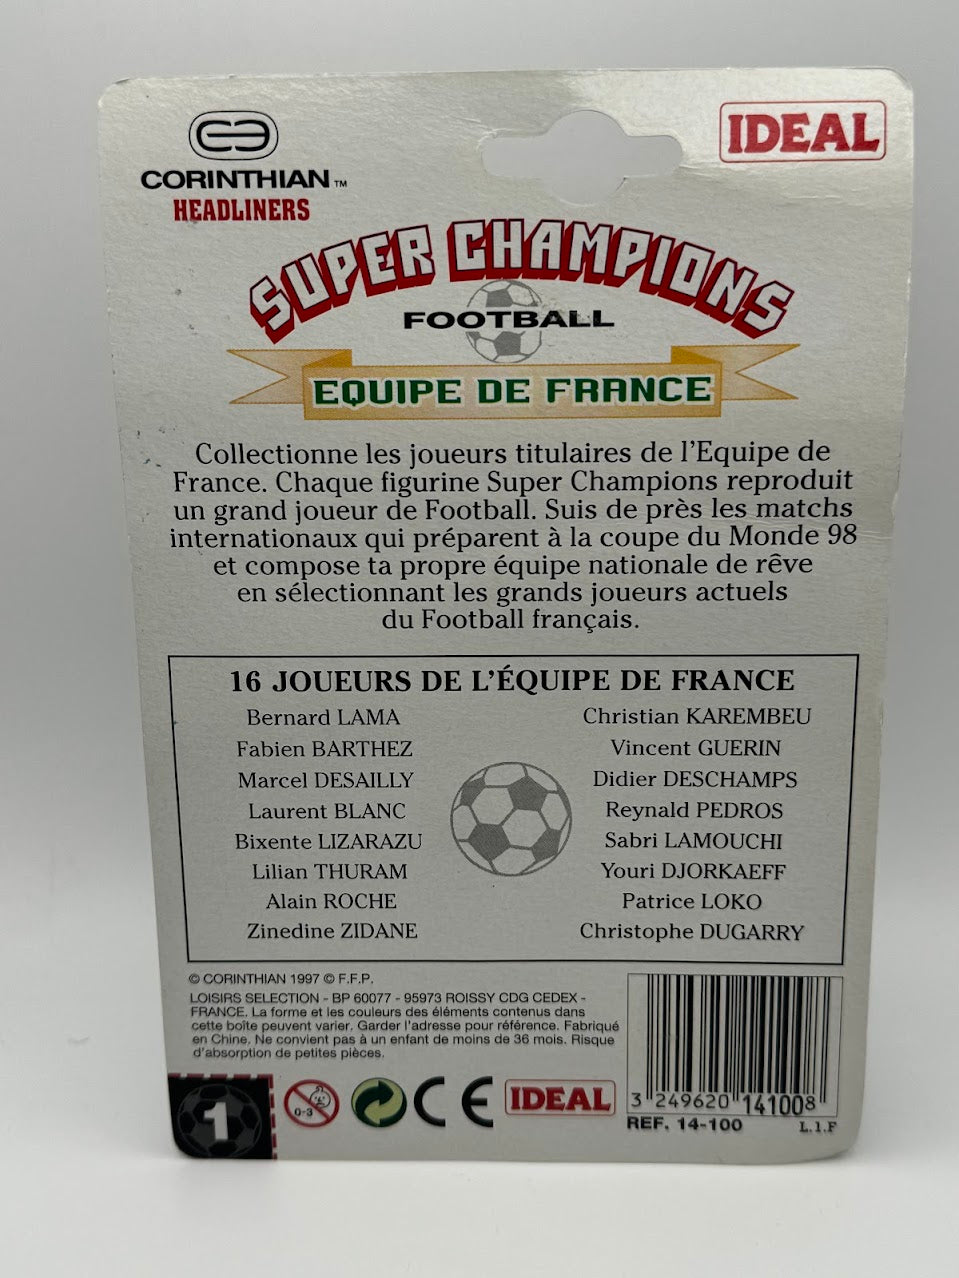 CORINTHIAN™
HEADLINERS
IDEAL
SUPER CHAMPIONS
FOOTBALL
EQUIPE DE FRANCE
Collectionne les joueurs titulaires de l'Equipe de
France. Chaque figurine Super Champions reproduit
un grand joueur de Football. Suis de près les matchs
internationaux qui préparent à la coupe du Monde 98
et compose ta propre équipe nationale de rêve
en sélectionnant les grands joueurs actuels
du Football français.
16 JOUEURS DE L'ÉQUIPE DE FRANCE
Bernard LAMA
Fabien BARTHEZ
Marcel DESAILLY
Laurent BLANC
Bixente LIZARAZU
Lilian THURAM
Alain ROCHE
Zinedine ZIDANE
Christian KAREMBEU
Vincent GUERIN
Didier DESCHAMPS
Reynald PEDROS
Sabri LAMOUCHI
Youri DJORKAEFF
Patrice LOKO
Christophe DUGARRY
© CORINTHIAN 1997 © F.F.P.
LOISIRS SELECTION - BP 60077 - 95973 ROISSY CDG CEDEX -
FRANCE. La forme et les couleurs des éléments contenus dans
cette boîte peuvent varier. Garder l'adresse pour référence. Fabriqué
en Chine. Ne convient pas à un enfant de moins de 36 mois. Risque
d'absorption de petites pièces.
1
0-3
CE
IDEAL
3 249620 141008
REF. 14-100
L.1.F